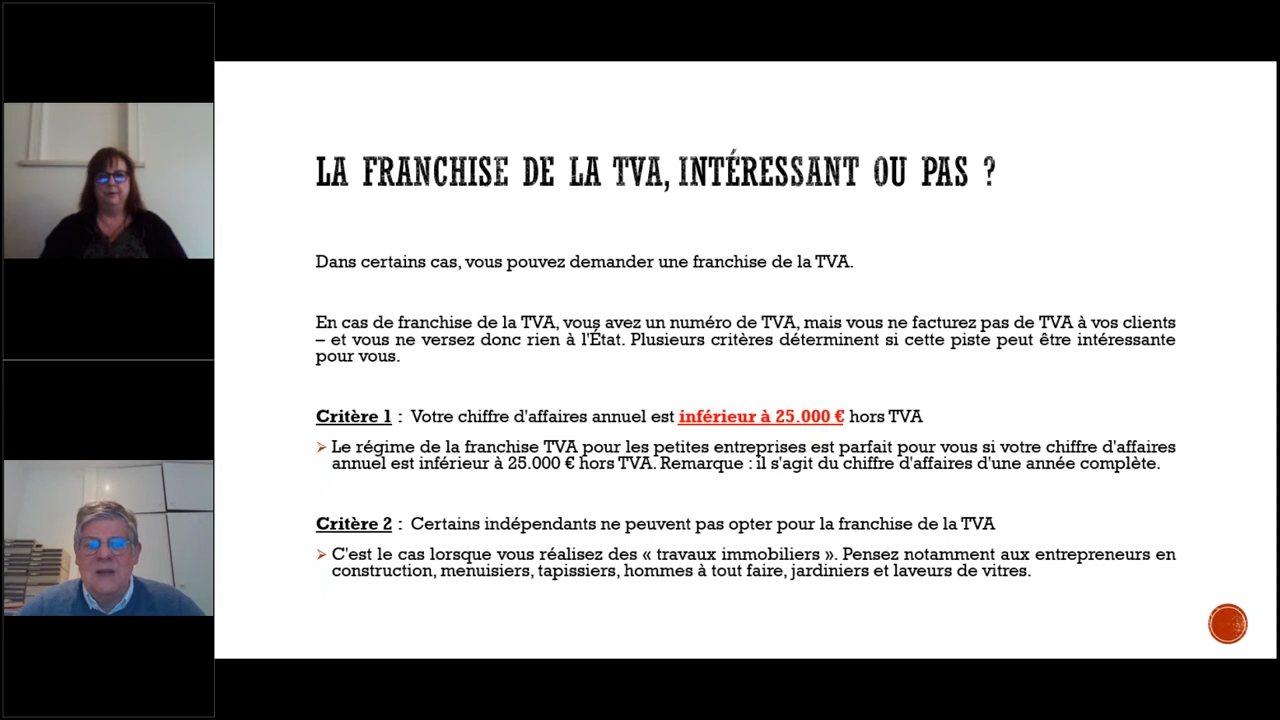 LA FRANCHISE DE LA TVA, INTÉRESSANT OU PAS ?
Dans certains cas, vous pouvez demander une franchise de la TVA.
En cas de franchise de la TVA, vous avez un numéro de TVA, mais vous ne facturez pas de TVA à vos clients
– et vous ne versez donc rien à l'État. Plusieurs critères déterminent si cette piste peut être intéressante
pour vous.
Critère 1 : Votre chiffre d'affaires annuel est inférieur à 25.000 € hors TVA
➢ Le régime de la franchise TVA pour les petites entreprises est parfait pour vous si votre chiffre d'affaires
annuel est inférieur à 25.000 € hors TVA. Remarque : il s'agit du chiffre d'affaires d'une année complète.
Critère 2 : Certains indépendants ne peuvent pas opter pour la franchise de la TVA
➢ C'est le cas lorsque vous réalisez des « travaux immobiliers ». Pensez notamment aux entrepreneurs en
construction, menuisiers, tapissiers, hommes à tout faire, jardiniers et laveurs de vitres.